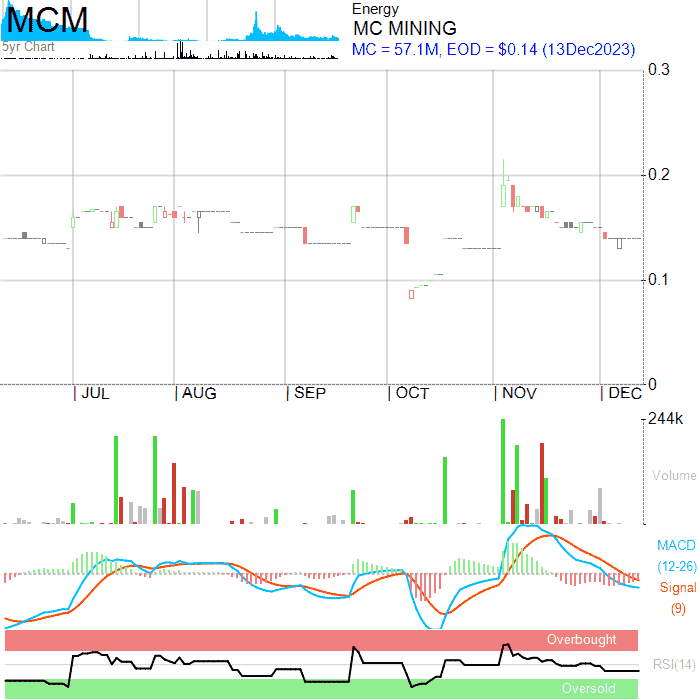 MCM
5yr Chart
Energy
MC MINING
MC = 57.1M, EOD = $0.14 (13Dec2023)
0.3
0.2
0.1
0
JUL
AUG
SEP
OCT
NOV
DEC
244k
Volume
MACD
(12-26)
Signal
(9)
Overbought
RSI(14)
Oversold